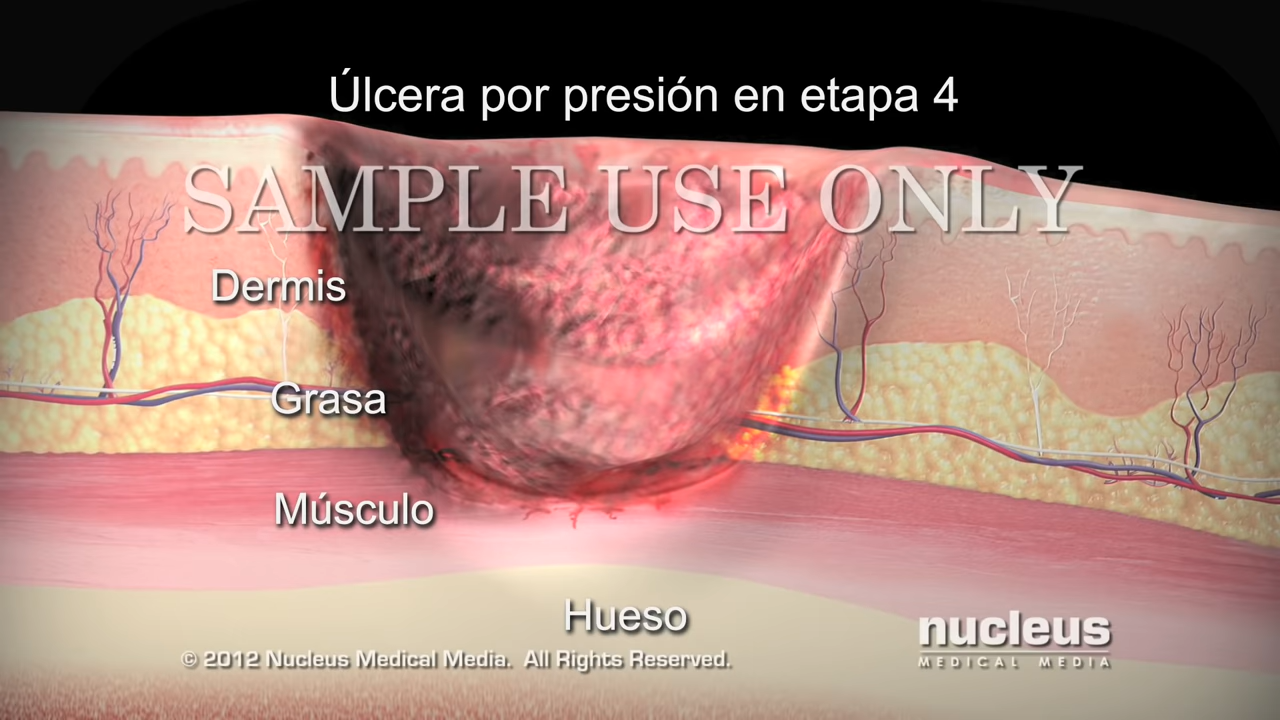 Úlcera por presión en etapa 4
SAMPLE USE ONLY
Dermis
Grasa
Músculo
Hueso
© 2012 Nucleus Medical Media. All Rights Reserved.
nucleus
MEDICAL MEDIA